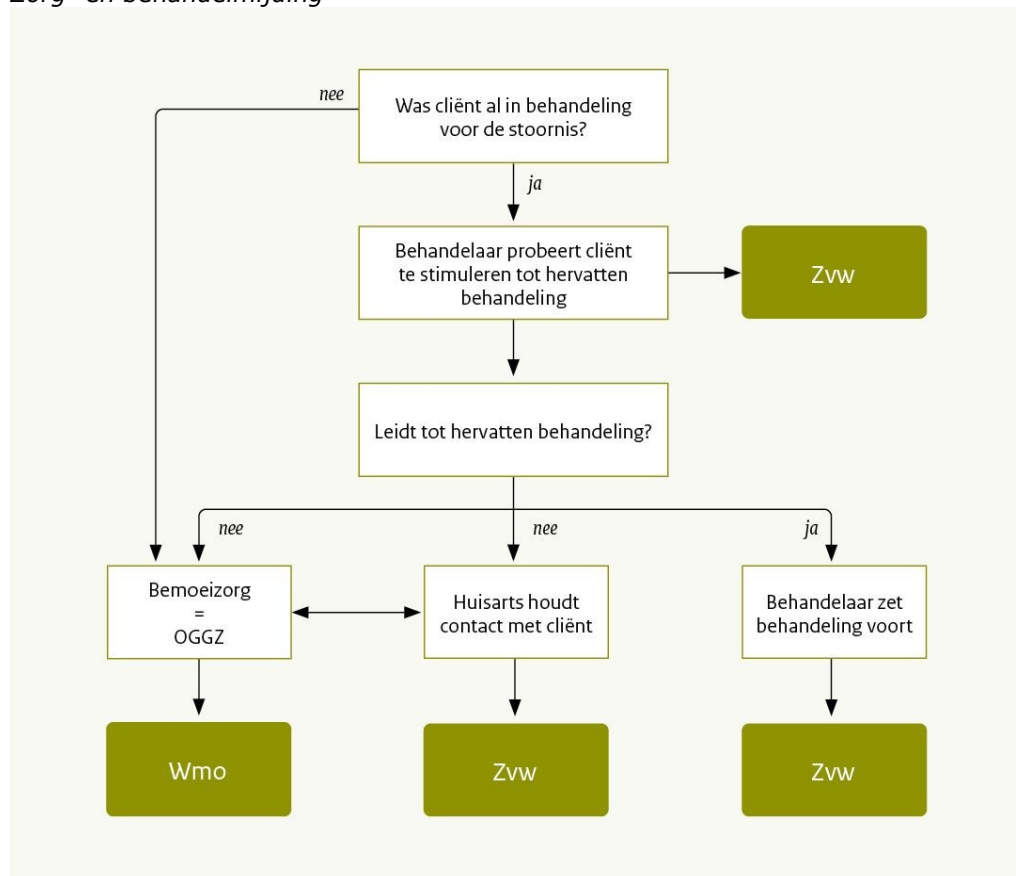 Zorg- en behandelmijding
nee
Was cliënt al in behandeling
voor de stoornis?
ja
Behandelaar probeert cliënt
te stimuleren tot hervatten
behandeling
Zvw
Leidt tot hervatten behandeling?
nee
nee
ja
Bemoeizorg
=
OGGZ
Huisarts houdt
contact met cliënt
Behandelaar zet
behandeling voort
Wmo
Zvw
Zvw